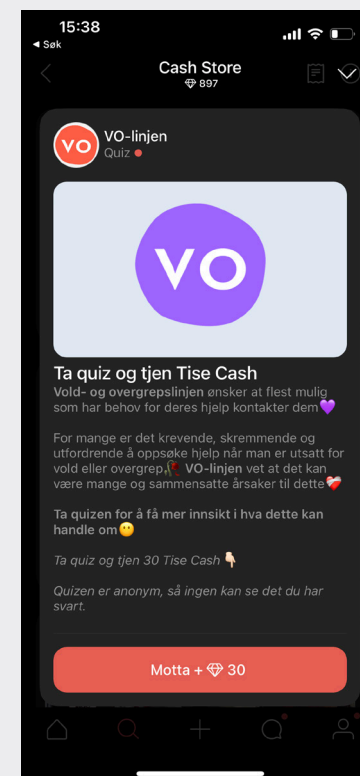 15:38
◀ Søk
Cash Store
897
VO
VO-linjen
Quiz
VO
Ta quiz og tjen Tise Cash
Vold- og overgrepslinjen ønsker at flest mulig
som har behov for deres hjelp kontakter dem💜
For mange er det krevende, skremmende og
utfordrende å oppsøke hjelp når man er utsatt for
vold eller overgrep🥀 VO-linjen vet at det kan
være mange og sammensatte årsaker til dette❤️‍🩹
Ta quizen for å få mer innsikt i hva dette kan
handle om😶
Ta quiz og tjen 30 Tise Cash 👇🏻
Quizen er anonym, så ingen kan se det du har
svart.
Motta + 30